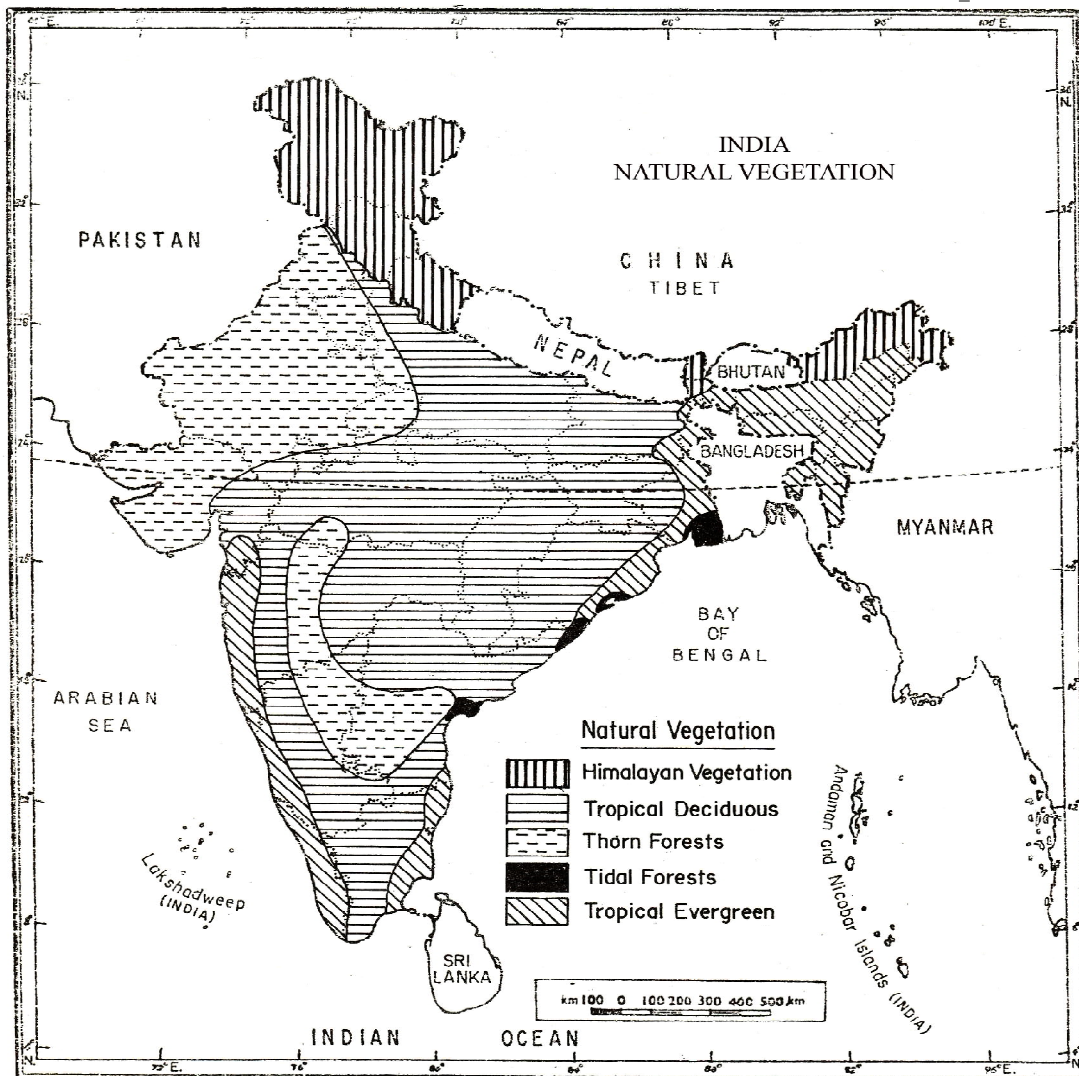 INDIA
NATURAL VEGETATION
PAKISTAN
CHINA
TIBET
NEPAL
BHUTAN
BANGLADESH
MYANMAR
BAY
OF
BENGAL
ARABIAN
SEA
Natural Vegetation
Himalayan Vegetation
Tropical Deciduous
Thorn Forests
Tidal Forests
Tropical Evergreen
Lakshadweep
(INDIA)
Andaman and Nicobar Islands (INDIA)
SRI
LANKA
km 100 0 100 200 300 400 500 km
INDIAN OCEAN